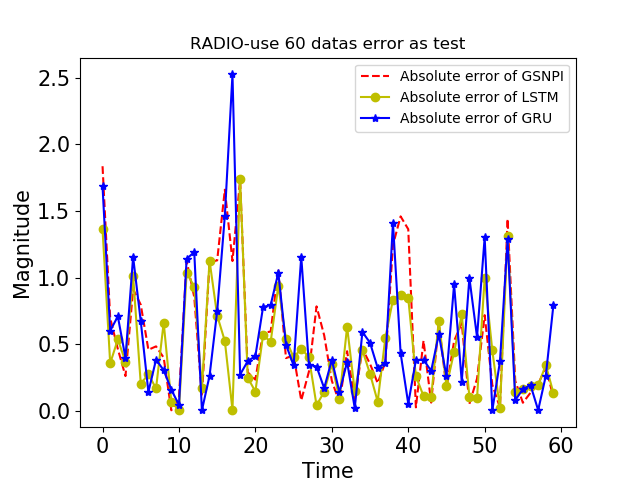 RADIO-use 60 datas error as test
Absolute error of GSNPI
Absolute error of LSTM
Absolute error of GRU
Magnitude
2.5
2.0
1.5
1.0
0.5
0.0
0 10 20 30 40 50 60
Time